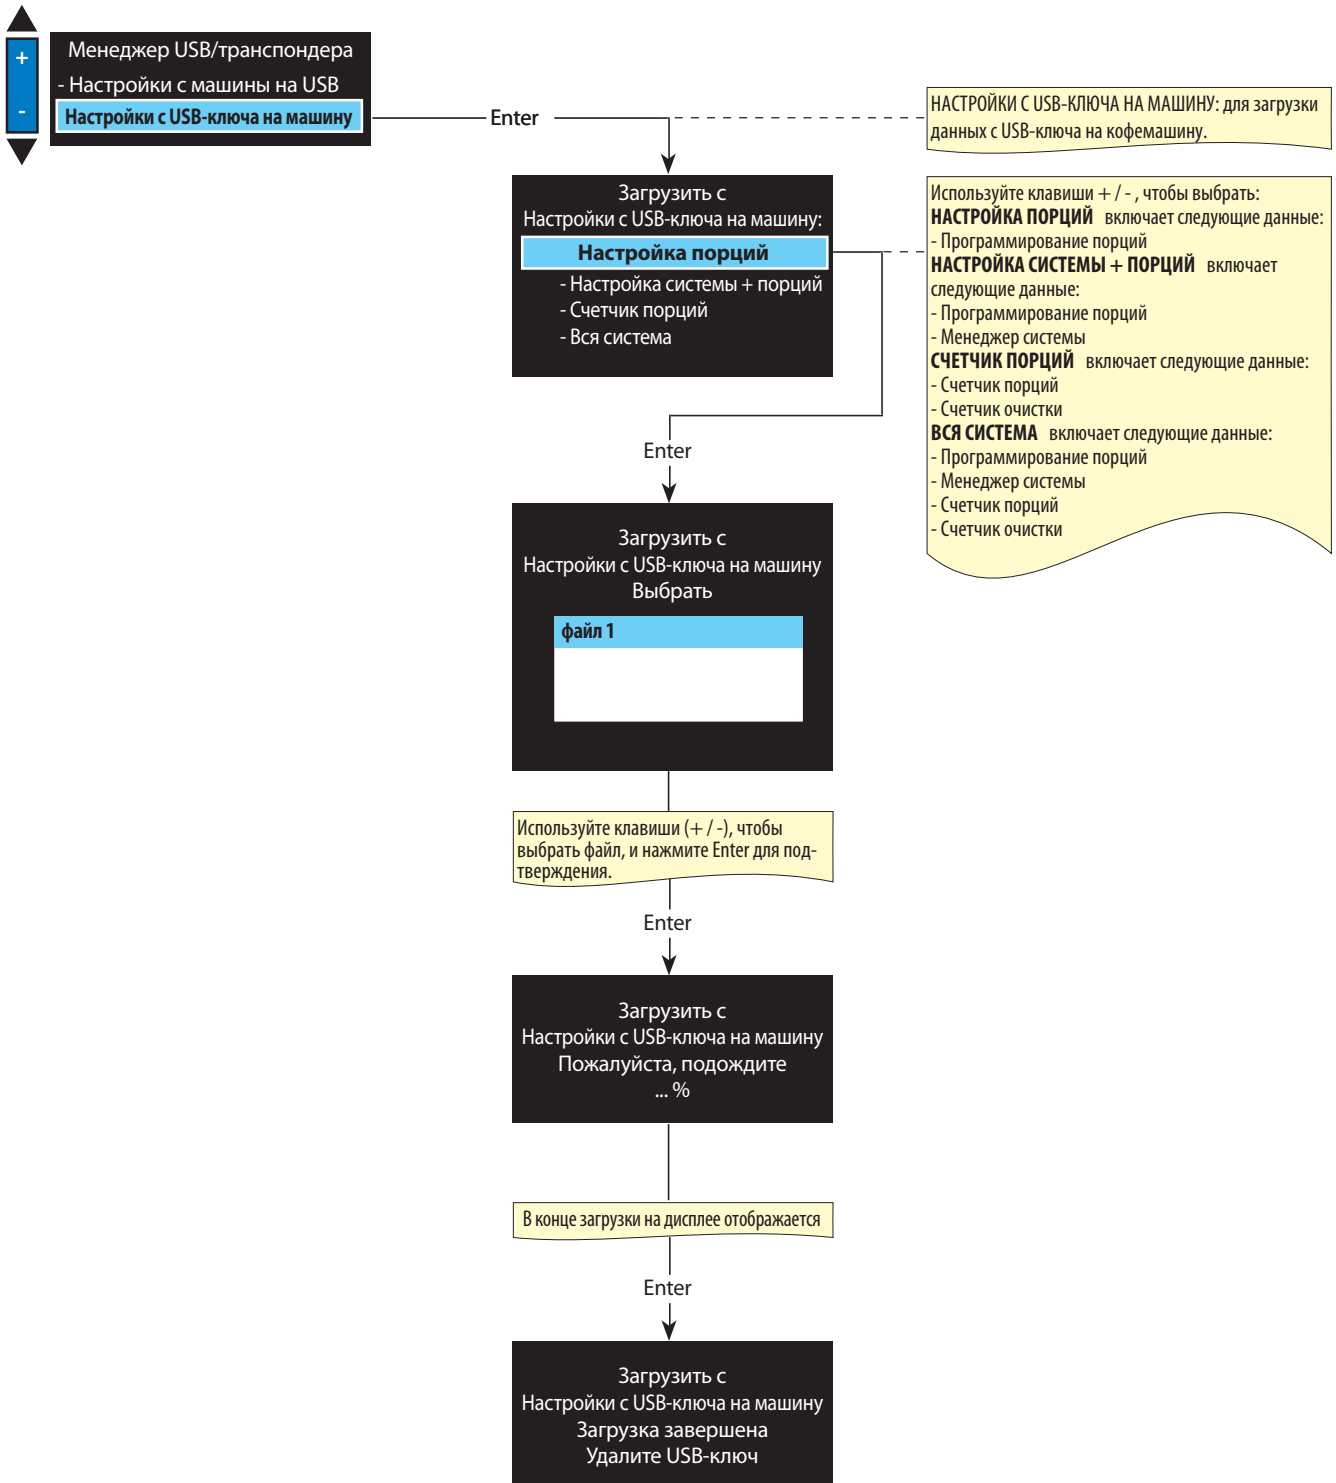 +
-
Менеджер USB/транспондера
- Настройки с машины на USB
Настройки с USB-ключа на машину
Enter
НАСТРОЙКИ С USB-КЛЮЧА НА МАШИНУ: для загрузки
данных с USB-ключа на кофемашину.
Загрузить с
Настройки с USB-ключа на машину:
Настройка порций
- Настройка системы + порций
- Счетчик порций
- Вся система
Используйте клавиши + / - , чтобы выбрать:
НАСТРОЙКА ПОРЦИЙ включает следующие данные:
- Программирование порций
НАСТРОЙКА СИСТЕМЫ + ПОРЦИЙ включает
следующие данные:
- Программирование порций
- Менеджер системы
СЧЕТЧИК ПОРЦИЙ включает следующие данные:
- Счетчик порций
- Счетчик очистки
ВСЯ СИСТЕМА включает следующие данные:
- Программирование порций
- Менеджер системы
- Счетчик порций
- Счетчик очистки
Enter
Загрузить с
Настройки с USB-ключа на машину
Выбрать
файл 1
Используйте клавиши (+ / -), чтобы
выбрать файл, и нажмите Enter для под-
тверждения.
Enter
Загрузить с
Настройки с USB-ключа на машину
Пожалуйста, подождите
... %
В конце загрузки на дисплее отображается
Enter
Загрузить с
Настройки с USB-ключа на машину
Загрузка завершена
Удалите USB-ключ